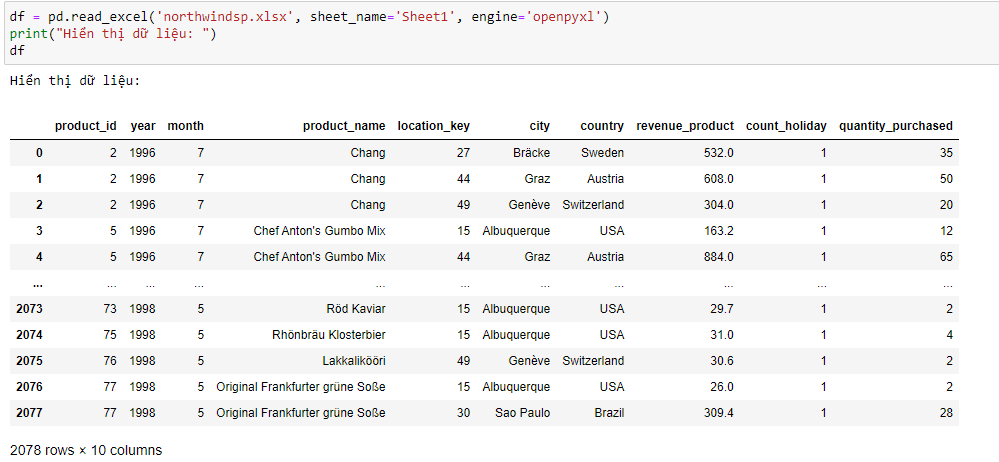 df = pd.read_excel('northwindsp.xlsx', sheet_name='Sheet1', engine='openpyxl')
print("Hiển thị dữ liệu: ")
df
Hiển thị dữ liệu:
product_id year month product_name location_key city country revenue_product count_holiday quantity_purchased
0 2 1996 7 Chang 27 Bräcke Sweden 532.0 1 35
1 2 1996 7 Chang 44 Graz Austria 608.0 1 50
2 2 1996 7 Chang 49 Genève Switzerland 304.0 1 20
3 5 1996 7 Chef Anton's Gumbo Mix 15 Albuquerque USA 163.2 1 12
4 5 1996 7 Chef Anton's Gumbo Mix 44 Graz Austria 884.0 1 65
... ... ... ... ... ... ... ... ... ... ...
2073 73 1998 5 Röd Kaviar 15 Albuquerque USA 29.7 1 2
2074 75 1998 5 Rhönbräu Klosterbier 15 Albuquerque USA 31.0 1 4
2075 76 1998 5 Lakkalikööri 49 Genève Switzerland 30.6 1 2
2076 77 1998 5 Original Frankfurter grüne Soße 15 Albuquerque USA 26.0 1 2
2077 77 1998 5 Original Frankfurter grüne Soße 30 Sao Paulo Brazil 309.4 1 28
2078 rows × 10 columns